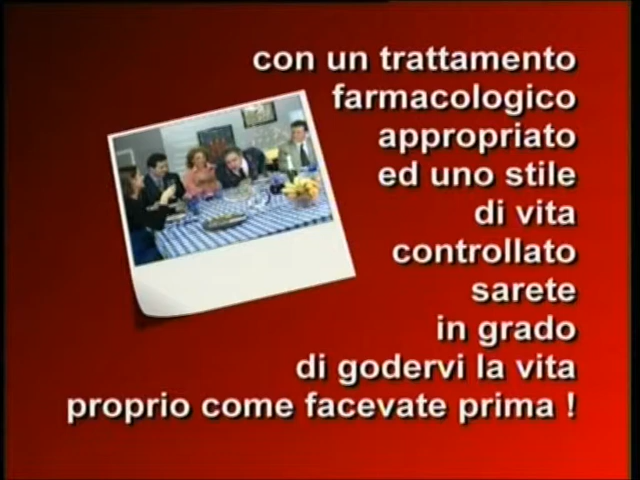 con un trattamento
farmacologico
appropriato
ed uno stile
di vita
controllato
sarete
in grado
di godervi la vita
proprio come facevate prima !